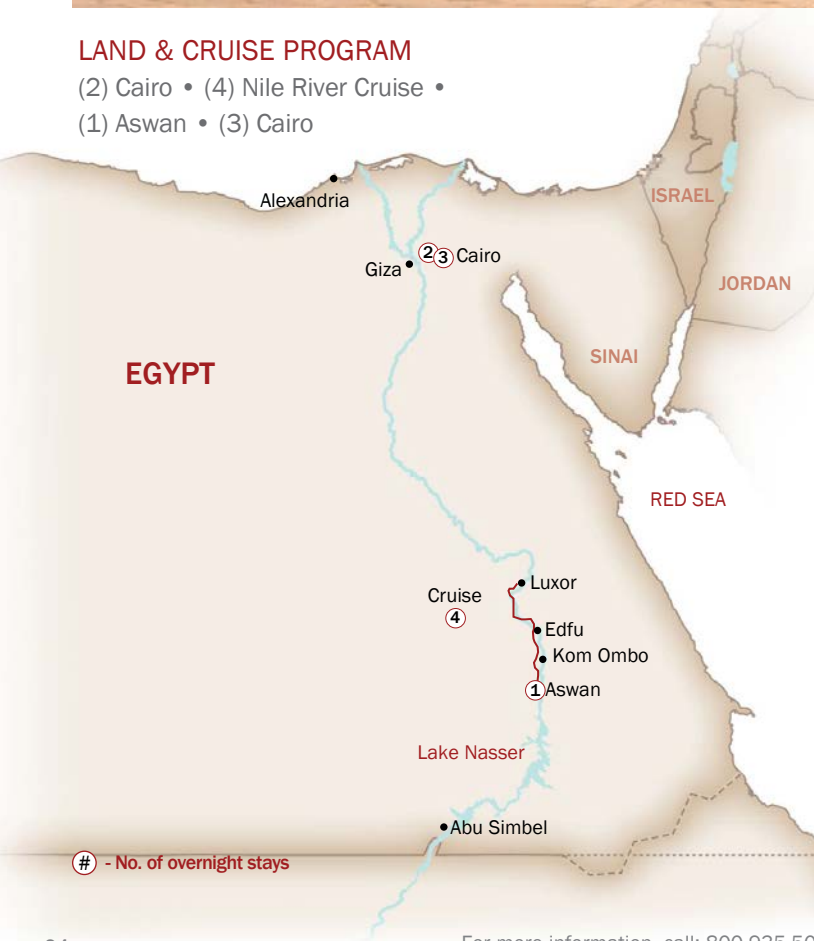 LAND & CRUISE PROGRAM
(2) Cairo • (4) Nile River Cruise •
(1) Aswan • (3) Cairo
Alexandria
ISRAEL
2 3 Cairo
Giza
JORDAN
SINAI
EGYPT
RED SEA
Luxor
Cruise
4
Edfu
Kom Ombo
1 Aswan
Lake Nasser
Abu Simbel
# - No. of overnight stays
For more information, call: 800.925.50